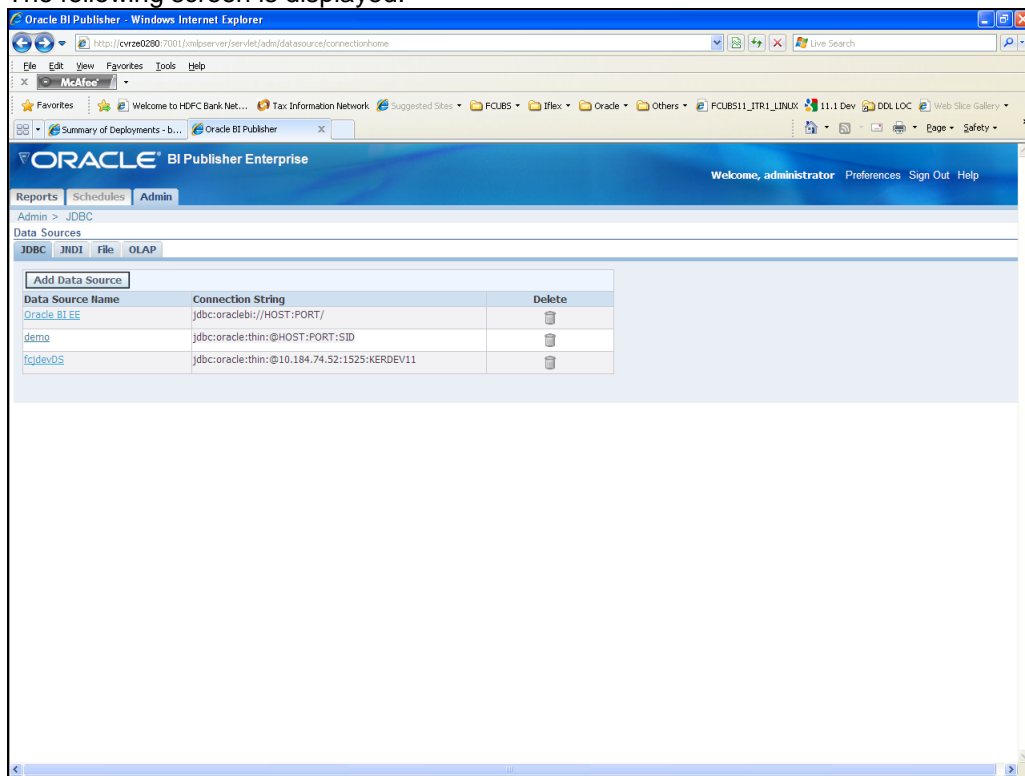 The following screen is displayed:
Oracle BI Publisher - Windows Internet Explorer
http://cvrze0280:7001/xmlpserver/servlet/adm/datasource/connectionhome
Live Search
File Edit View Favorites Tools Help
X McAfee
Favorites Welcome to HDFC Bank Net... Tax Information Network Suggested Sites FCUBS Iflex Oracle Others FCUBS11_ITR1_LINUX 11.1 Dev DDL LOC Web Slice Gallery
Summary of Deployments - b... Oracle BI Publisher X Page Safety
ORACLE BI Publisher Enterprise
Welcome, administrator Preferences Sign Out Help
Reports Schedules Admin
Admin > JDBC
Data Sources
JDBC JNDI File OLAP
Add Data Source
Data Source Name Connection String Delete
Oracle BI EE jdbc:oraclebi://HOST:PORT/
demo jdbc:oracle:thin:@HOST:PORT:SID
fcjdevDS jdbc:oracle:thin:@10.184.74.52:1525:KERDEV11